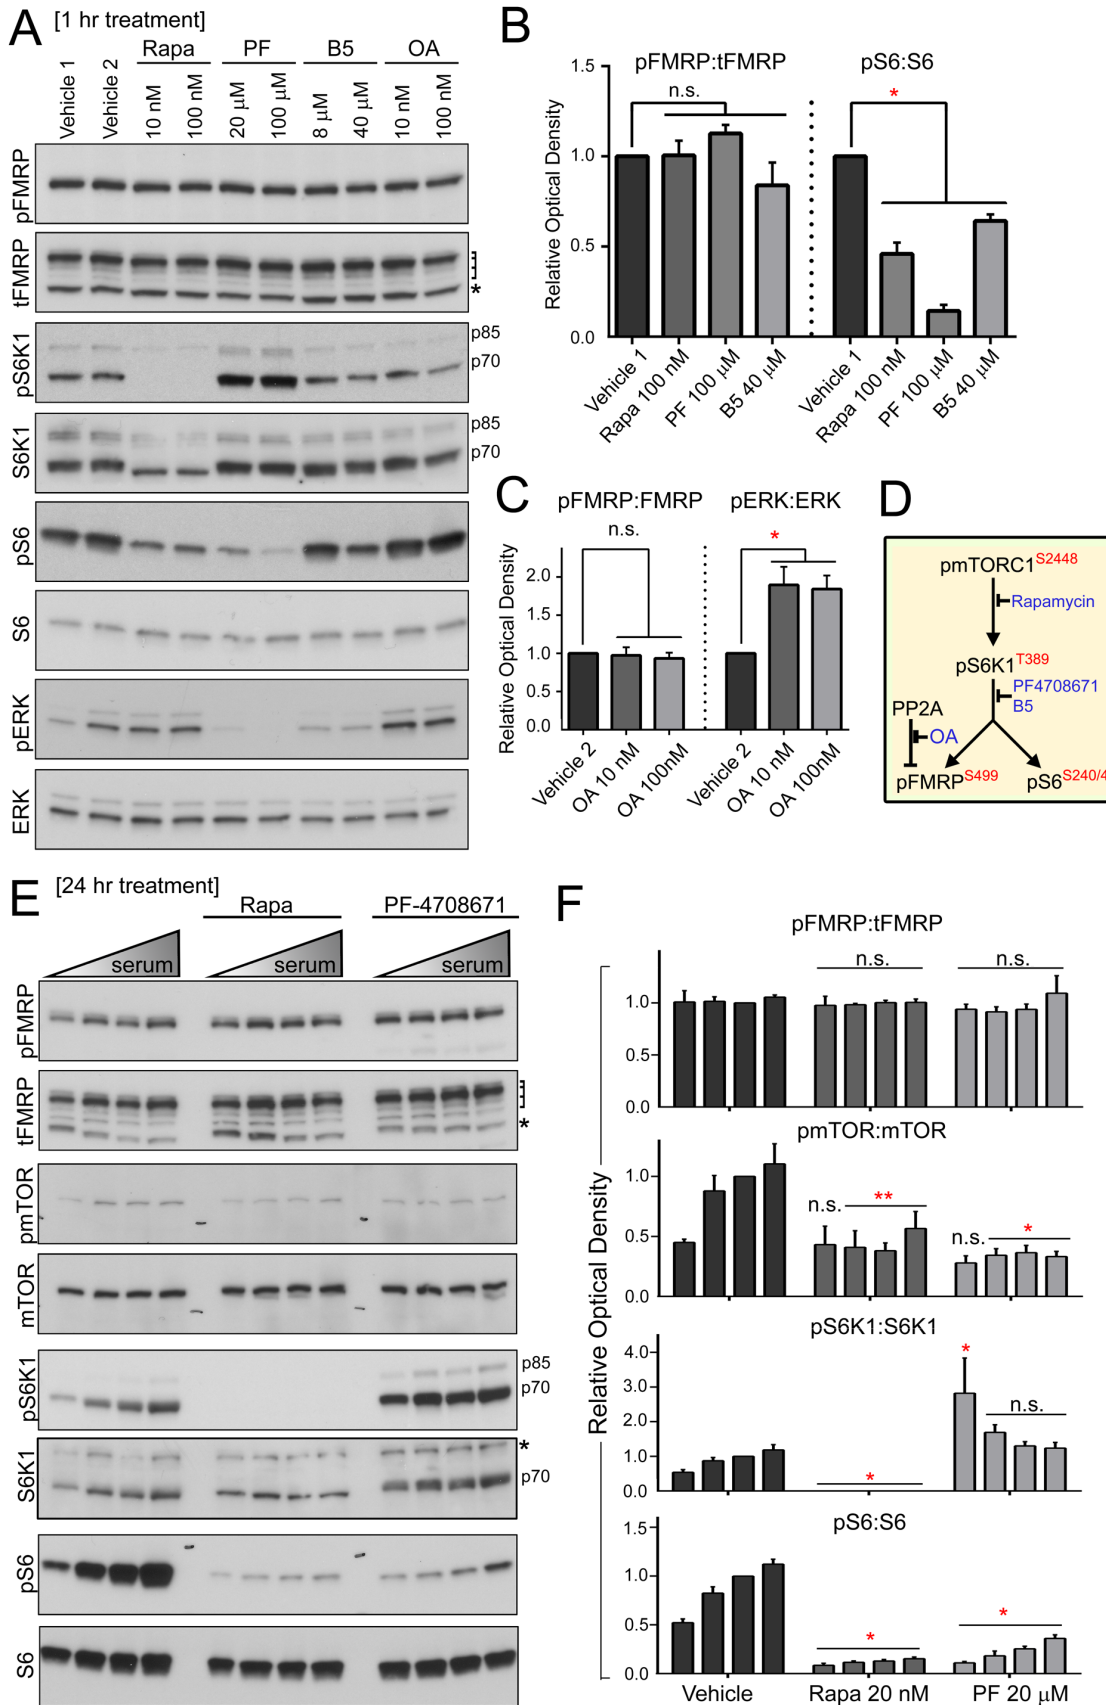 A [1 hr treatment]
Rapa PF B5 OA
Vehicle 1
Vehicle 2
10 nM
100 nM
20 µM
100 µM
8 µM
40 µM
10 nM
100 nM
pFMRP
tFMRP
*
pS6K1
p85
p70
S6K1
p85
p70
pS6
S6
pERK
ERK
B
pFMRP:tFMRP pS6:S6
n.s. *
Relative Optical Density
1.5
1.0
0.5
0.0
Vehicle 1
Rapa 100 nM
PF 100 µM
B5 40 µM
Vehicle 1
Rapa 100 nM
PF 100 µM
B5 40 µM
C
pFMRP:FMRP pERK:ERK
n.s. *
Relative Optical Density
2.0
1.0
0.5
0.0
Vehicle 2
OA 10 nM
OA 100nM
Vehicle 2
OA 10 nM
OA 100nM
D
pmTORC1 S2448
Rapamycin
pS6K1 T389
PF4708671
B5
PP2A
OA
pFMRP S499 pS6 S240/4
E [24 hr treatment]
Rapa PF-4708671
serum serum serum
pFMRP
tFMRP
*
pmTOR
mTOR
pS6K1
p85
p70
S6K1
*
p70
pS6
S6
F
Relative Optical Density
pFMRP:tFMRP
n.s. n.s.
1.0
0.5
0.0
pmTOR:mTOR
n.s. ** n.s. *
1.0
0.5
0.0
pS6K1:S6K1
* * n.s.
4.0
3.0
2.0
1.0
0.0
pS6:S6
* *
1.5
1.0
0.5
0.0
Vehicle Rapa 20 nM PF 20 µM